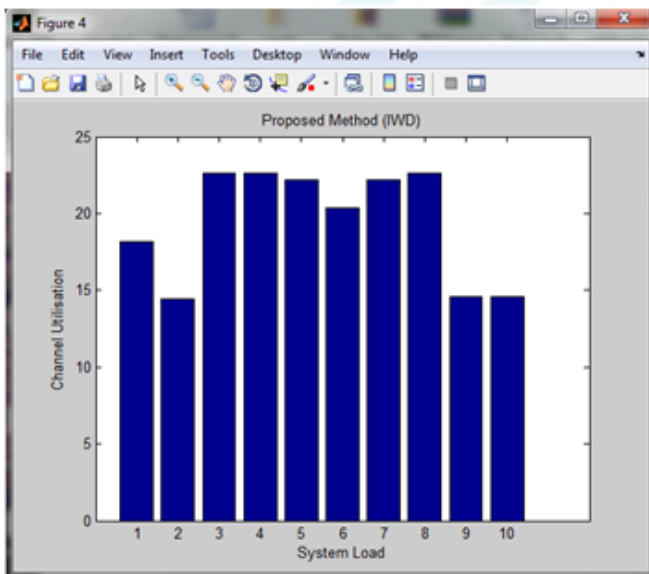 Figure 4
File Edit View Insert Tools Desktop Window Help
Proposed Method (IWD)
25
20
15
10
5
0
Channel Utilisation
1 2 3 4 5 6 7 8 9 10
System Load